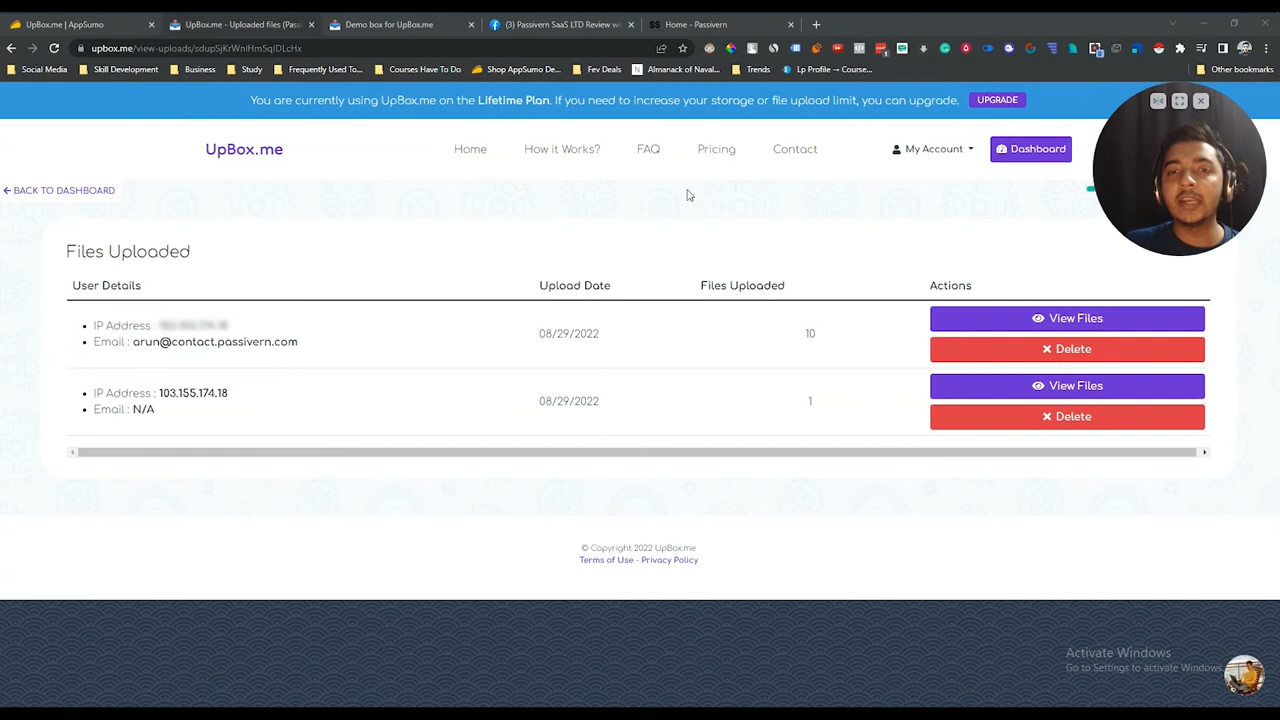 UpBox.me | AppSumo
UpBox.me - Uploaded files (Pass
Demo box for UpBox.me
(3) Passivern SaaS LTD Review wi
SS Home - Passivern
upbox.me/view-uploads/sdupSjKrWnIHm5qIDLcHx
Social Media
Skill Development
Business
Study
Frequently Used To...
Courses Have To Do
Shop AppSumo De...
Fev Deals
N Almanack of Naval...
Trends
Lp Profile → Course...
Other bookmarks
You are currently using UpBox.me on the Lifetime Plan. If you need to increase your storage or file upload limit, you can upgrade. UPGRADE
UpBox.me
Home
How it Works?
FAQ
Pricing
Contact
My Account
Dashboard
BACK TO DASHBOARD
Files Uploaded
User Details
Upload Date
Files Uploaded
Actions
IP Address :
Email : arun@contact.passivern.com
08/29/2022
10
View Files
Delete
IP Address : 103.155.174.18
Email : N/A
08/29/2022
1
View Files
Delete
© Copyright 2022 UpBox.me
Terms of Use - Privacy Policy
Activate Windows
Go to Settings to activate Windows.